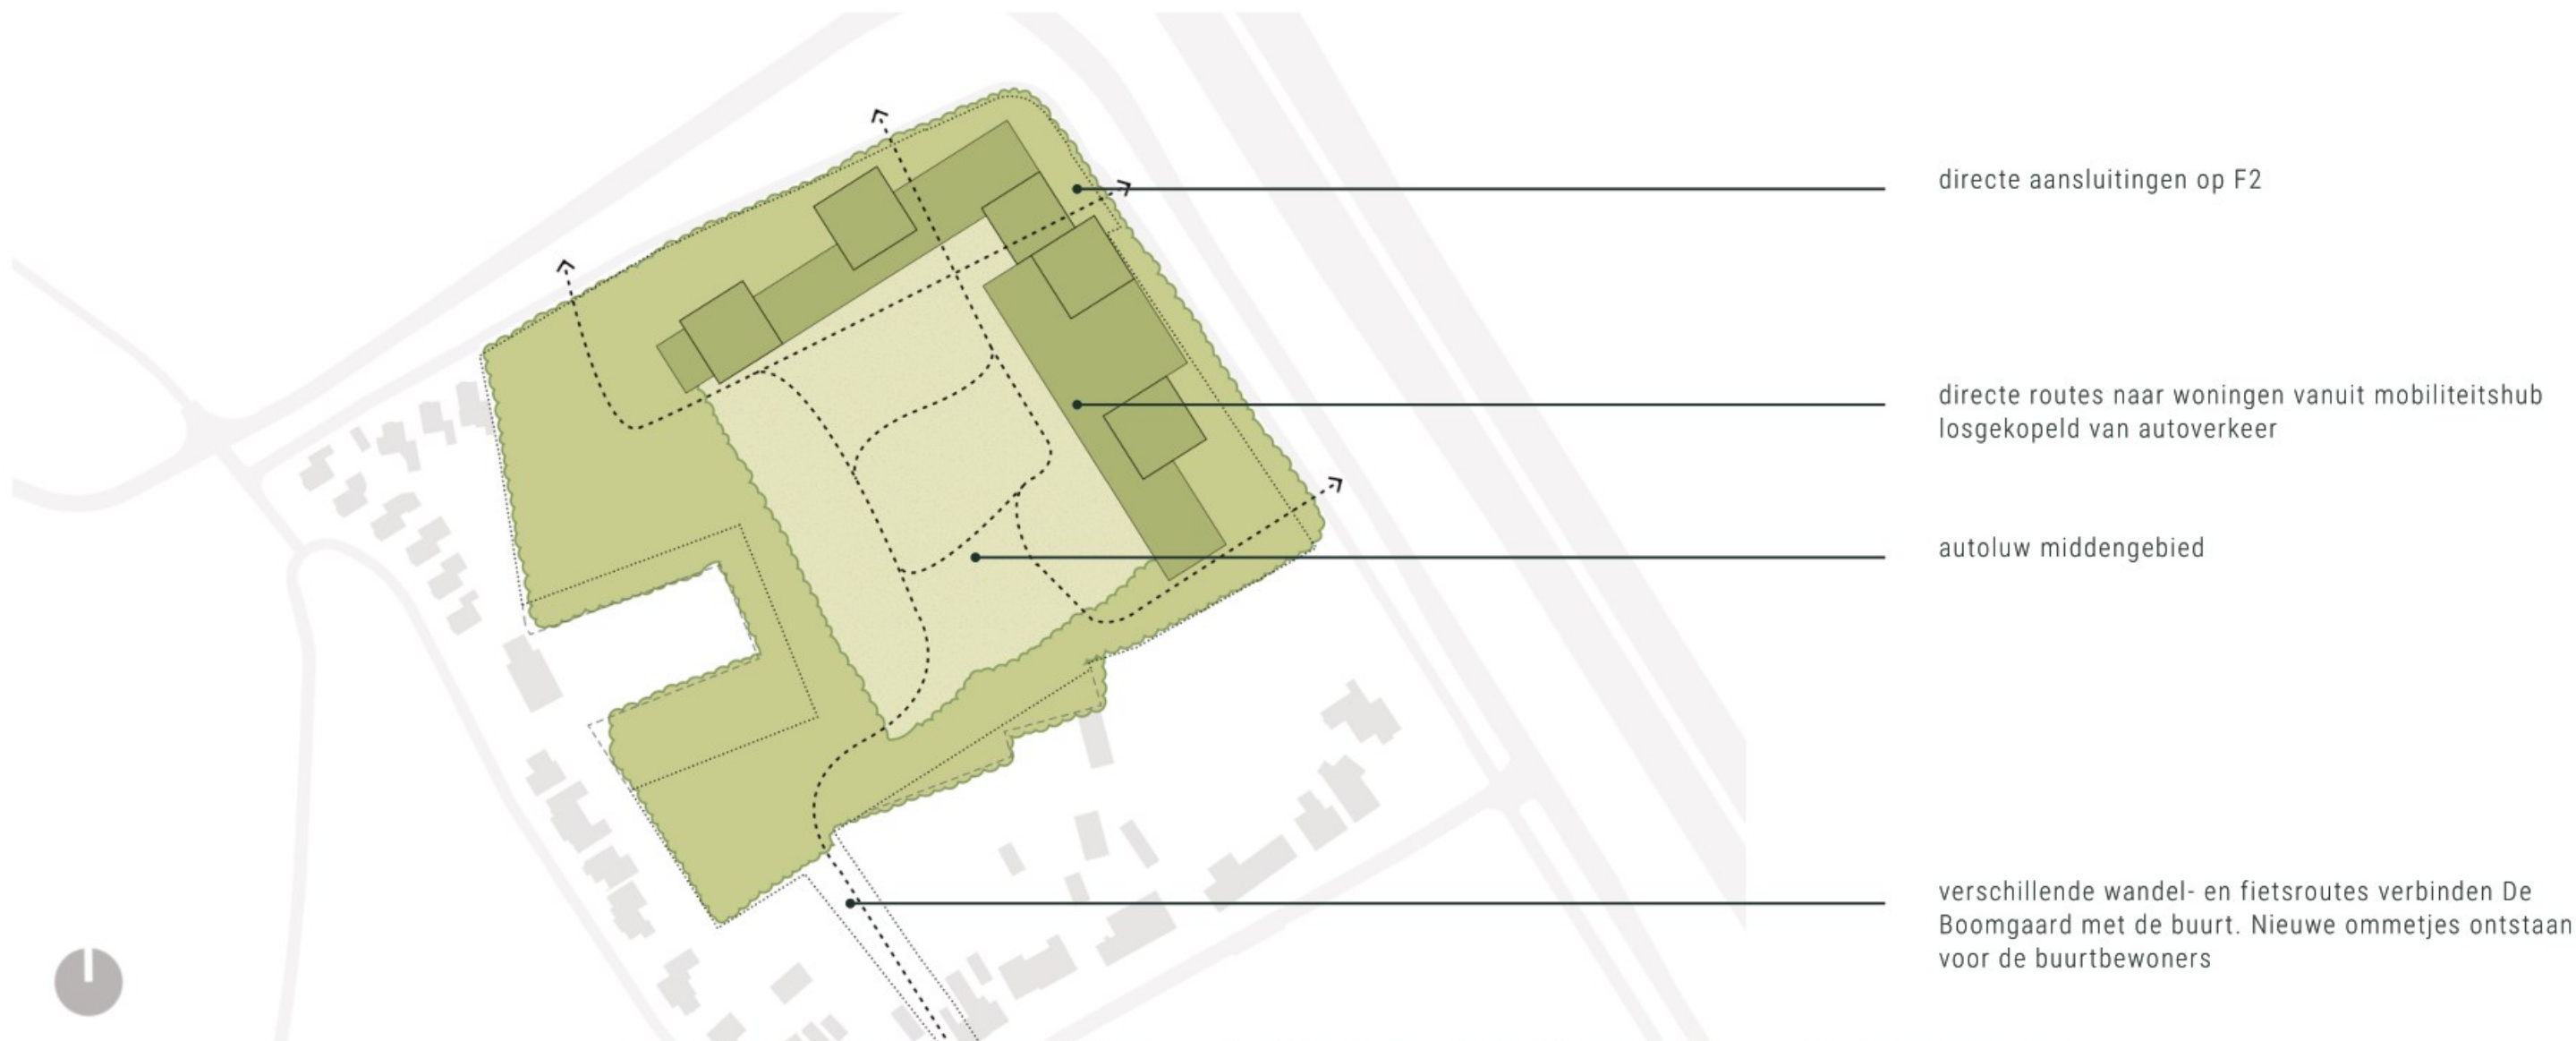 directe aansluitingen op F2
directe routes naar woningen vanuit mobiliteitshub
losgekopeld van autoverkeer
autoluw middengebied
verschillende wandel- en fietsroutes verbinden De
Boomgaard met de buurt. Nieuwe ommetjes ontstaan
voor de buurtbewoners